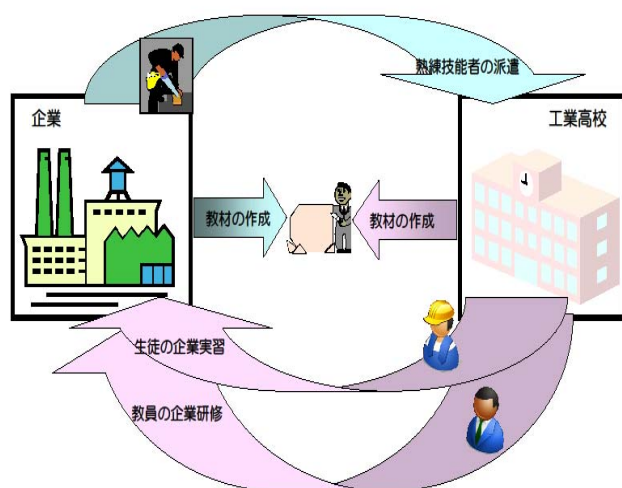 熟練技能者の派遣
企業
工業高校
教材の作成
教材の作成
生徒の企業実習
教員の企業研修